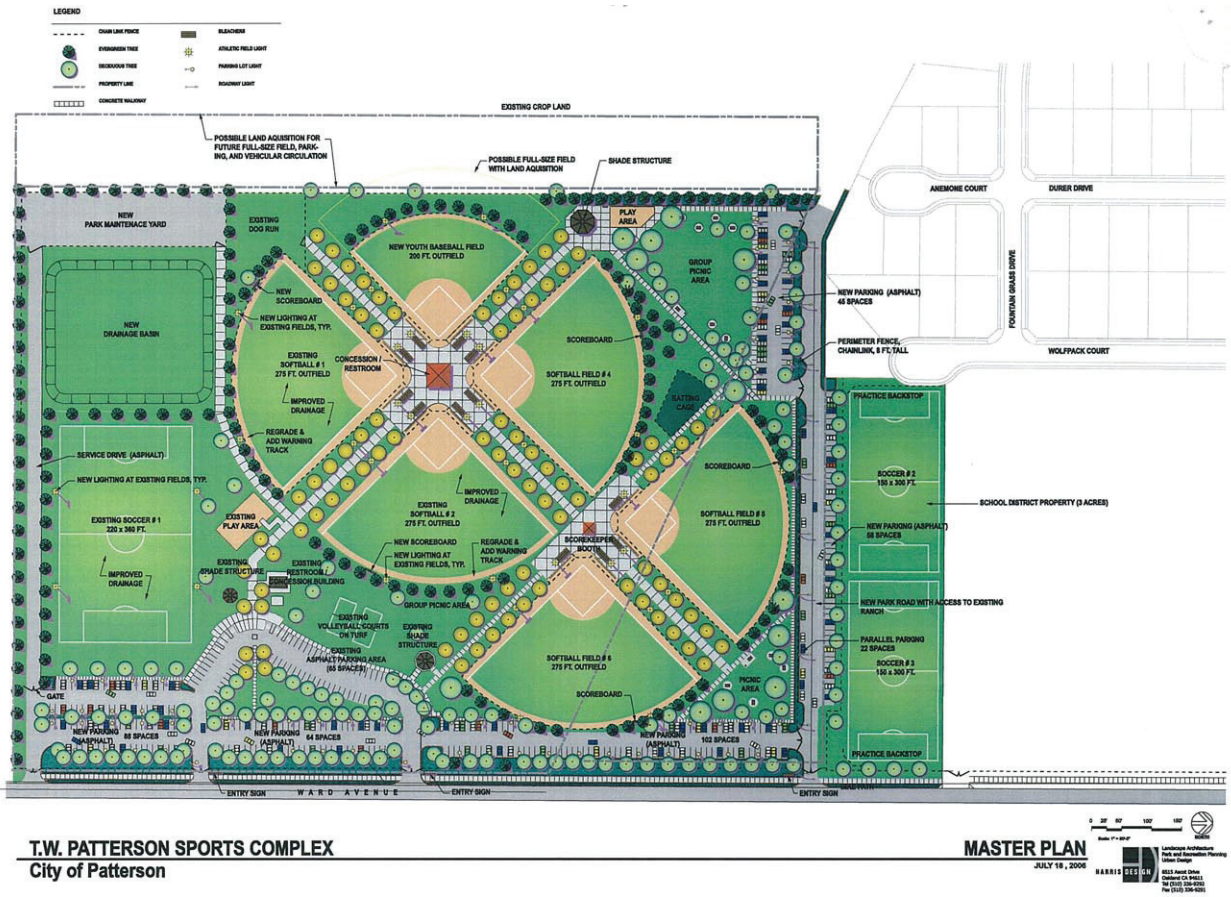 LEGEND
CHAIN LINK FENCE
BLEACHERS
EVERGREEN TREE
ATHLETIC FIELD LIGHT
DECIDUOUS TREE
PARKING LOT LIGHT
PROPERTY LINE
ROADWAY LIGHT
CONCRETE WALKWAY
EXISTING CROP LAND
POSSIBLE LAND AQUISITION FOR
FUTURE FULL-SIZE FIELD, PARK-
ING, AND VEHICULAR CIRCULATION
POSSIBLE FULL-SIZE FIELD
WITH LAND AQUISITION
SHADE STRUCTURE
ANEMONE COURT
DURER DRIVE
FOUNTAIN GRASS DRIVE
WOLFPACK COURT
NEW
PARK MAINTENACE YARD
EXISTING
DOG RUN
NEW YOUTH BASEBALL FIELD
200 FT. OUTFIELD
PLAY
AREA
GROUP
PICNIC
AREA
NEW PARKING (ASPHALT)
45 SPACES
NEW
SCOREBOARD
NEW LIGHTING AT
EXISTING FIELDS, TYP.
NEW
DRAINAGE BASIN
EXISTING
SOFTBALL # 1
275 FT. OUTFIELD
CONCESSION /
RESTROOM
SCOREBOARD
PERIMETER FENCE,
CHAINLINK, 8 FT. TALL
SOFTBALL FIELD # 4
275 FT. OUTFIELD
IMPROVED
DRAINAGE
BATTING
CAGE
PRACTICE BACKSTOP
REGRADE &
ADD WARNING
TRACK
SERVICE DRIVE (ASPHALT)
NEW LIGHTING AT EXISTING FIELDS, TYP.
SCOREBOARD
SOCCER # 2
150 x 300 FT.
SCHOOL DISTRICT PROPERTY (3 ACRES)
IMPROVED
DRAINAGE
EXISTING
SOFTBALL # 2
275 FT. OUTFIELD
EXISTING
PLAY AREA
EXISTING SOCCER # 1
220 x 360 FT.
SOFTBALL FIELD # 5
275 FT. OUTFIELD
NEW PARKING (ASPHALT)
58 SPACES
SCOREKEEPER
BOOTH
NEW SCOREBOARD
REGRADE &
ADD WARNING
TRACK
NEW LIGHTING AT
EXISTING FIELDS, TYP.
EXISTING
SHADE STRUCTURE
EXISTING
RESTROOM /
CONCESSION BUILDING
IMPROVED
DRAINAGE
GROUP PICNIC AREA
NEW PARK ROAD WITH ACCESS TO EXISTING
RANCH
EXISTING
VOLLEYBALL COURTS
ON TURF
EXISTING
SHADE
STRUCTURE
PARALLEL PARKING
22 SPACES
EXISTING
ASPHALT PARKING AREA
(65 SPACES)
SOFTBALL FIELD # 6
275 FT. OUTFIELD
SOCCER # 3
150 x 300 FT.
PICNIC
AREA
GATE
SCOREBOARD
NEW PARKING
(ASPHALT)
88 SPACES
NEW PARKING
(ASPHALT)
64 SPACES
NEW PARKING
(ASPHALT)
102 SPACES
PRACTICE BACKSTOP
ENTRY SIGN
WARD AVENUE
ENTRY SIGN
ENTRY SIGN
T.W. PATTERSON SPORTS COMPLEX
City of Patterson
MASTER PLAN
JULY 18, 2006
NORTH
HARRIS DESIGN
Landscape Architecture
Park and Recreation Planning
Urban Design